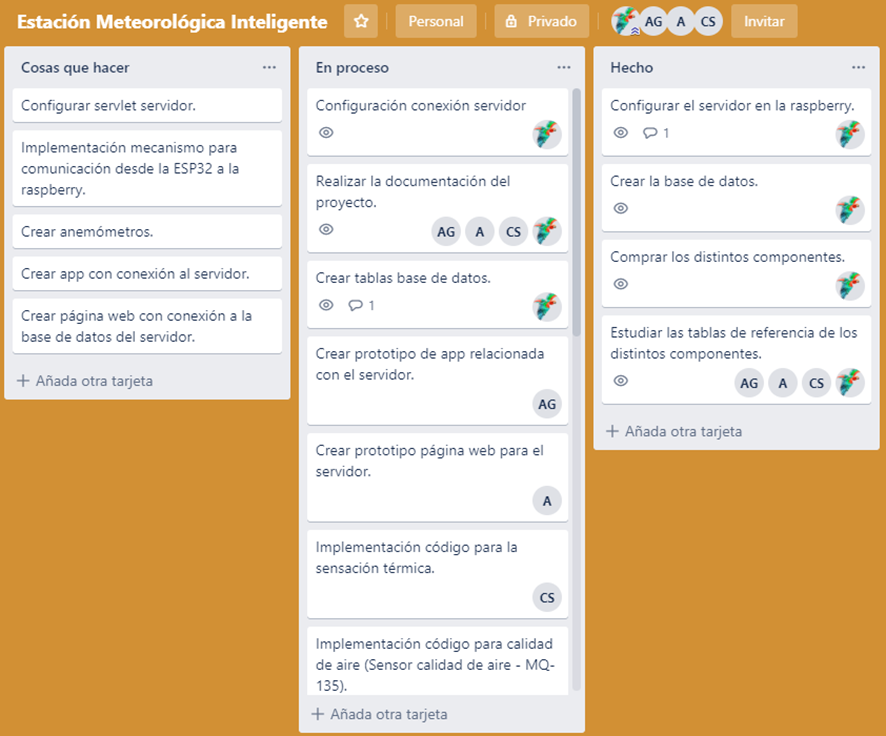 Estación Meteorológica Inteligente
Personal
Privado
AG A CS
Invitar
Cosas que hacer
Configurar servlet servidor.
Implementación mecanismo para
comunicación desde la ESP32 a la
raspberry.
Crear anemómetros.
Crear app con conexión al servidor.
Crear página web con conexión a la
base de datos del servidor.
+ Añada otra tarjeta
En proceso
Configuración conexión servidor
Realizar la documentación del
proyecto.
AG A CS
Crear tablas base de datos.
1
Crear prototipo de app relacionada
con el servidor.
AG
Crear prototipo página web para el
servidor.
A
Implementación código para la
sensación térmica.
CS
Implementación código para calidad
de aire (Sensor calidad de aire - MQ-
135).
+ Añada otra tarjeta
Hecho
Configurar el servidor en la raspberry.
1
Crear la base de datos.
Comprar los distintos componentes.
Estudiar las tablas de referencia de los
distintos componentes.
AG A CS
+ Añada otra tarjeta